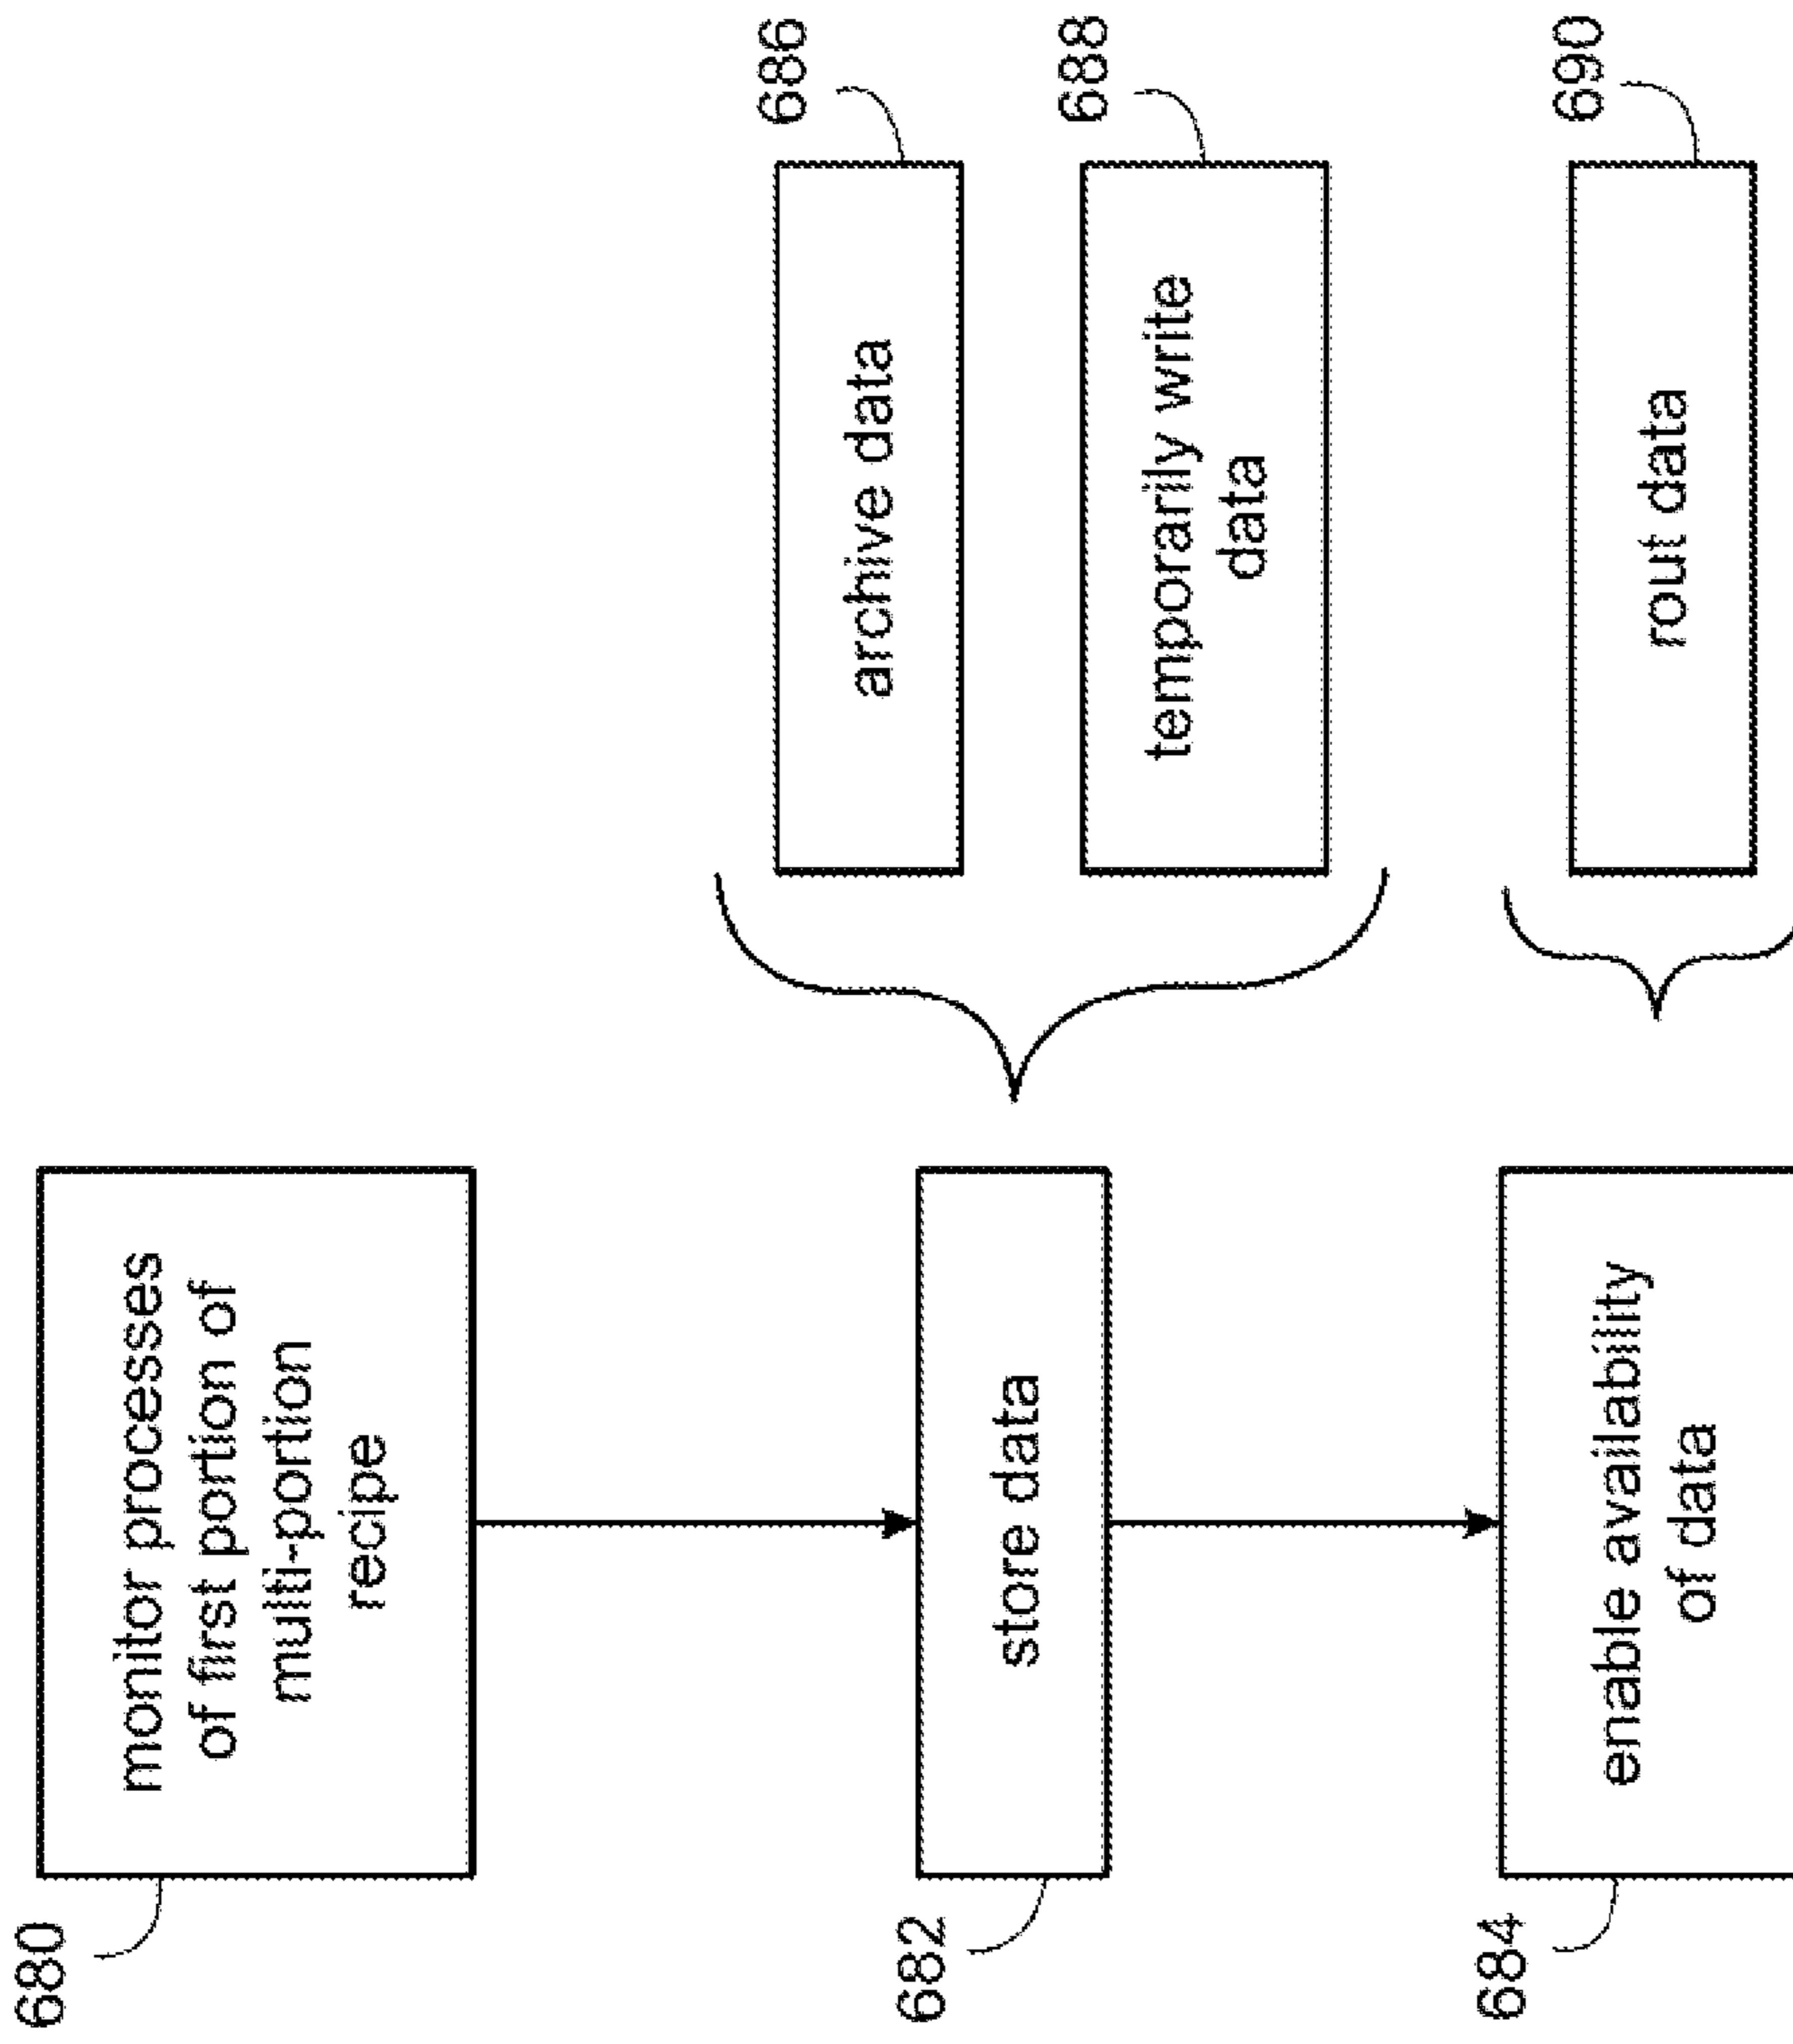 680
monitor processes
of first portion of
multi-portion
recipe
682
store data
archive data
686
temporarily write
data
688
684
enable availability
of data
rout data
690